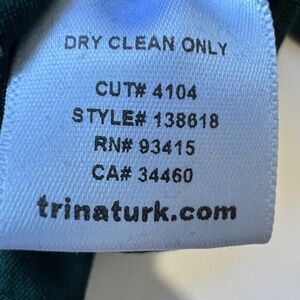 DRY CLEAN ONLY
CUT# 4104
STYLE# 138618
RN# 93415
CA# 34460
trinaturk.com